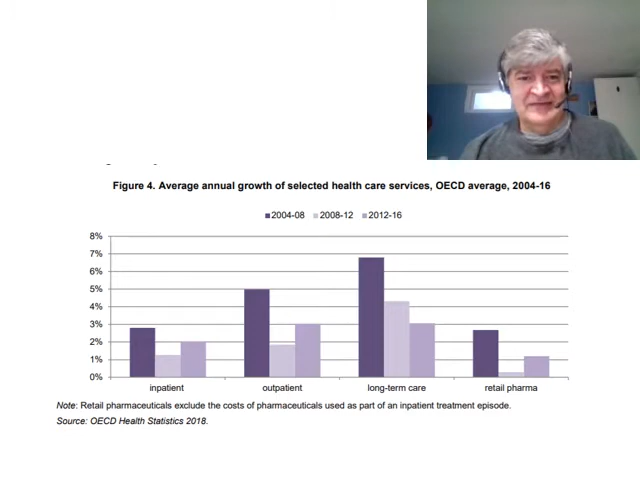 Figure 4. Average annual growth of selected health care services, OECD average, 2004-16
2004-08 2008-12 2012-16
8%
7%
6%
5%
4%
3%
2%
1%
0%
inpatient outpatient long-term care retail pharma
Note: Retail pharmaceuticals exclude the costs of pharmaceuticals used as part of an inpatient treatment episode.
Source: OECD Health Statistics 2018.